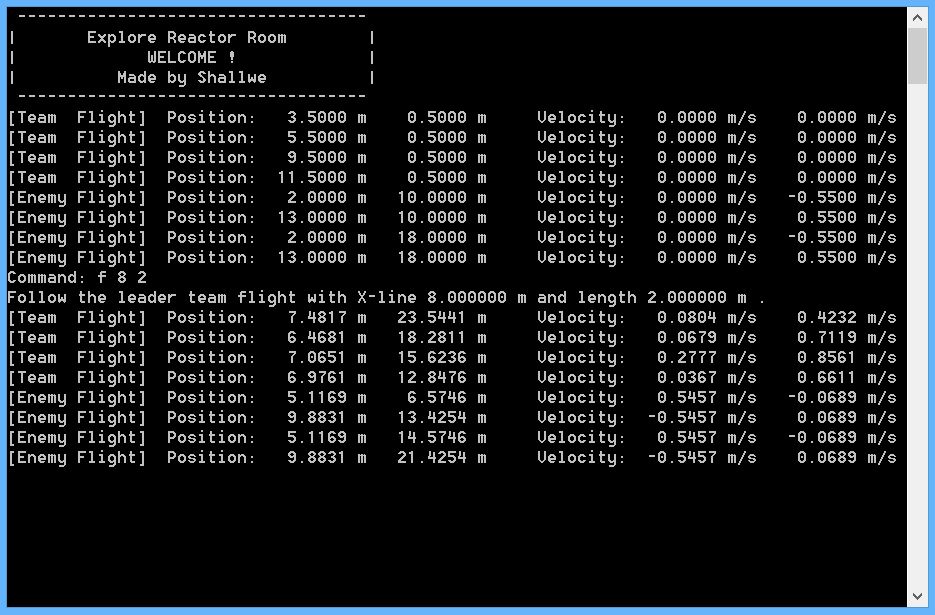 -----------------------------------
|       Explore Reactor Room        |
|             WELCOME !             |
|          Made by Shallwe          |
-----------------------------------
[Team  Flight]  Position:   3.5000 m    0.5000 m     Velocity:   0.0000 m/s    0.0000 m/s
[Team  Flight]  Position:   5.5000 m    0.5000 m     Velocity:   0.0000 m/s    0.0000 m/s
[Team  Flight]  Position:   9.5000 m    0.5000 m     Velocity:   0.0000 m/s    0.0000 m/s
[Team  Flight]  Position:  11.5000 m    0.5000 m     Velocity:   0.0000 m/s    0.0000 m/s
[Enemy Flight]  Position:   2.0000 m   10.0000 m     Velocity:   0.0000 m/s   -0.5500 m/s
[Enemy Flight]  Position:  13.0000 m   10.0000 m     Velocity:   0.0000 m/s    0.5500 m/s
[Enemy Flight]  Position:   2.0000 m   18.0000 m     Velocity:   0.0000 m/s   -0.5500 m/s
[Enemy Flight]  Position:  13.0000 m   18.0000 m     Velocity:   0.0000 m/s    0.5500 m/s
Command: f 8 2
Follow the leader team flight with X-line 8.000000 m and length 2.000000 m .
[Team  Flight]  Position:   7.4817 m   23.5441 m     Velocity:   0.0804 m/s    0.4232 m/s
[Team  Flight]  Position:   6.4681 m   18.2811 m     Velocity:   0.0679 m/s    0.7119 m/s
[Team  Flight]  Position:   7.0651 m   15.6236 m     Velocity:   0.2777 m/s    0.8561 m/s
[Team  Flight]  Position:   6.9761 m   12.8476 m     Velocity:   0.0367 m/s    0.6611 m/s
[Enemy Flight]  Position:   5.1169 m    6.5746 m     Velocity:   0.5457 m/s   -0.0689 m/s
[Enemy Flight]  Position:   9.8831 m   13.4254 m     Velocity:  -0.5457 m/s    0.0689 m/s
[Enemy Flight]  Position:   5.1169 m   14.5746 m     Velocity:   0.5457 m/s   -0.0689 m/s
[Enemy Flight]  Position:   9.8831 m   21.4254 m     Velocity:  -0.5457 m/s    0.0689 m/s